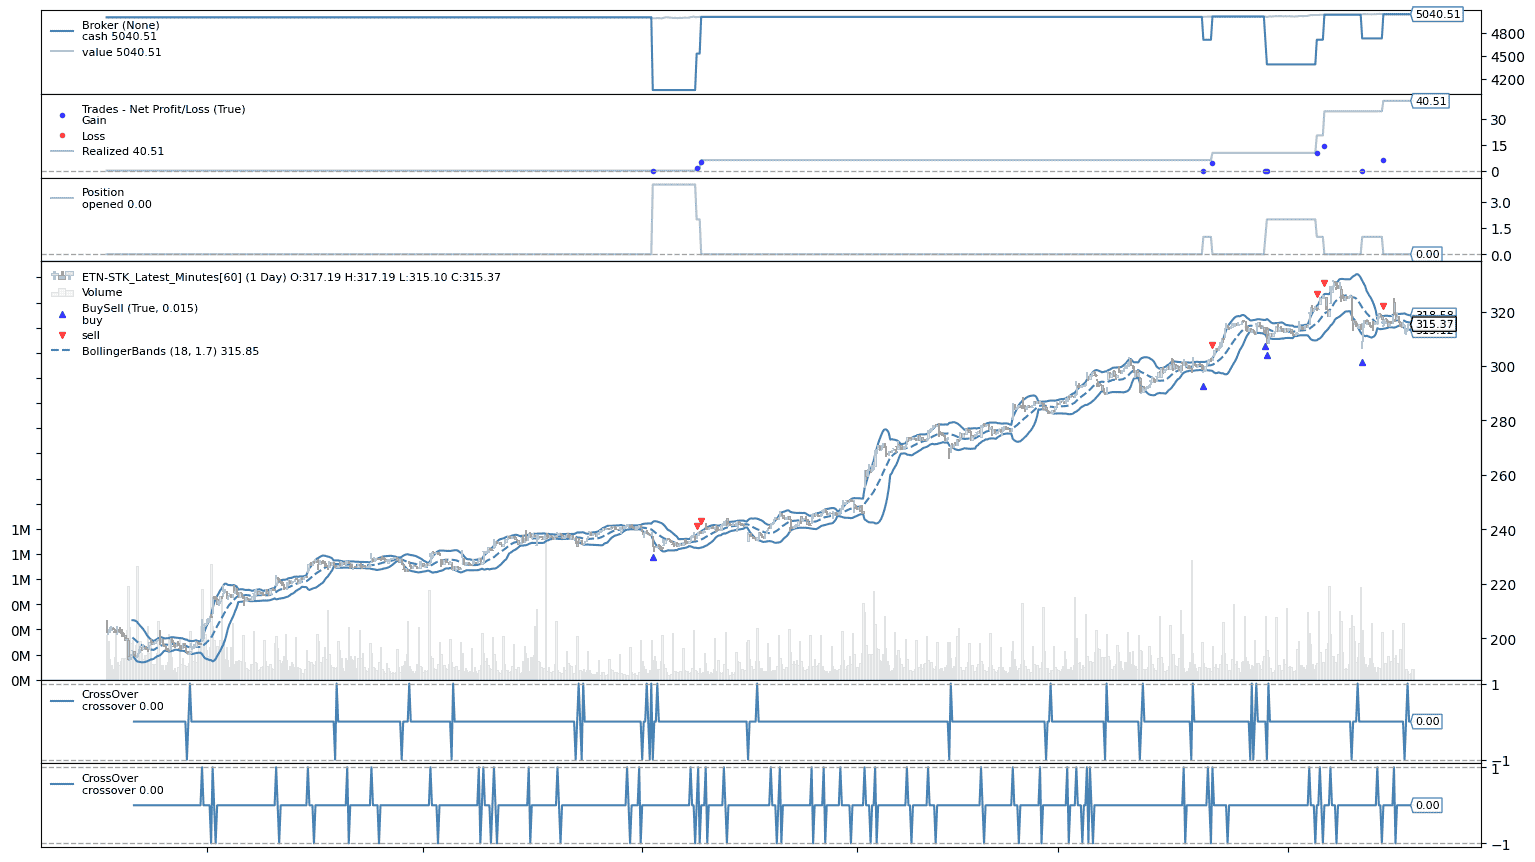 Broker (None)
cash 5040.51
value 5040.51
5040.51
4800
4500
4200
Trades - Net Profit/Loss (True)
Gain
Loss
Realized 40.51
40.51
30
15
0
Position
opened 0.00
3.0
1.5
0.00
0.0
ETN-STK_Latest_Minutes[60] (1 Day) O:317.19 H:317.19 L:315.10 C:315.37
Volume
BuySell (True, 0.015)
buy
sell
BollingerBands (18, 1.7) 315.85
320
315.37
300
280
260
240
220
200
1M
1M
1M
0M
0M
0M
0M
CrossOver
crossover 0.00
1
0.00
−1
CrossOver
crossover 0.00
1
0.00
−1